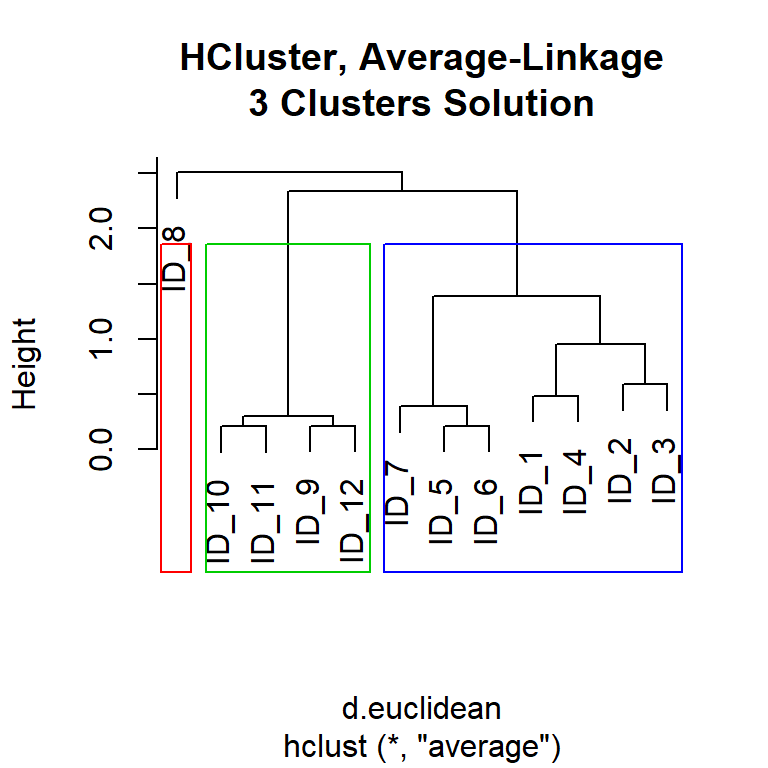 HCluster, Average-Linkage
3 Clusters Solution
Height
2.0
1.0
0.0
ID_8
ID_10
ID_11
ID_9
ID_12
ID_7
ID_5
ID_6
ID_1
ID_4
ID_2
ID_3
d.euclidean
hclust (*, "average")